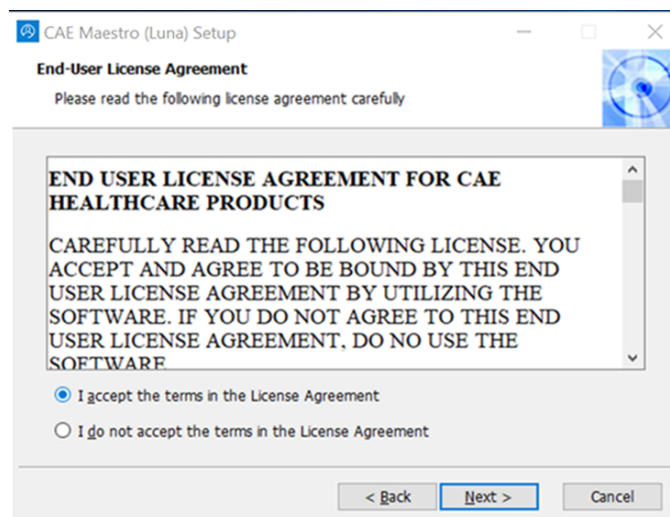 CAE Maestro (Luna) Setup
End-User License Agreement
Please read the following license agreement carefully
END USER LICENSE AGREEMENT FOR CAE
HEALTHCARE PRODUCTS
CAREFULLY READ THE FOLLOWING LICENSE. YOU
ACCEPT AND AGREE TO BE BOUND BY THIS END
USER LICENSE AGREEMENT BY UTILIZING THE
SOFTWARE. IF YOU DO NOT AGREE TO THIS END
USER LICENSE AGREEMENT, DO NO USE THE
SOFTWARE
I accept the terms in the License Agreement
I do not accept the terms in the License Agreement
< Back Next > Cancel